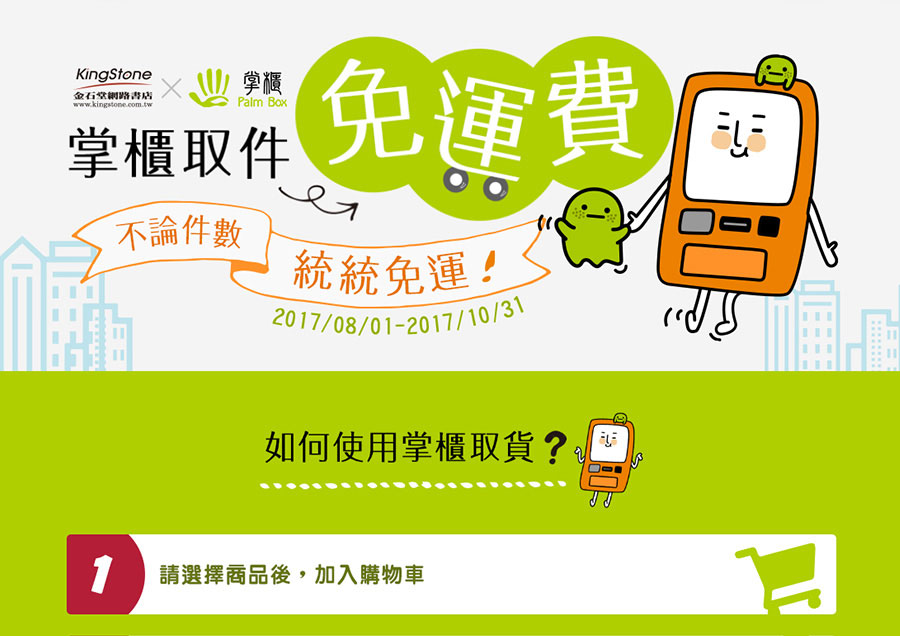 KingStone
金石堂網路書店
www.kingstone.com.tw
×
掌櫃
Palm Box
掌櫃取件
免運費
不論件數
統統免運!
2017/08/01-2017/10/31
如何使用掌櫃取貨?
1
請選擇商品後,加入購物車